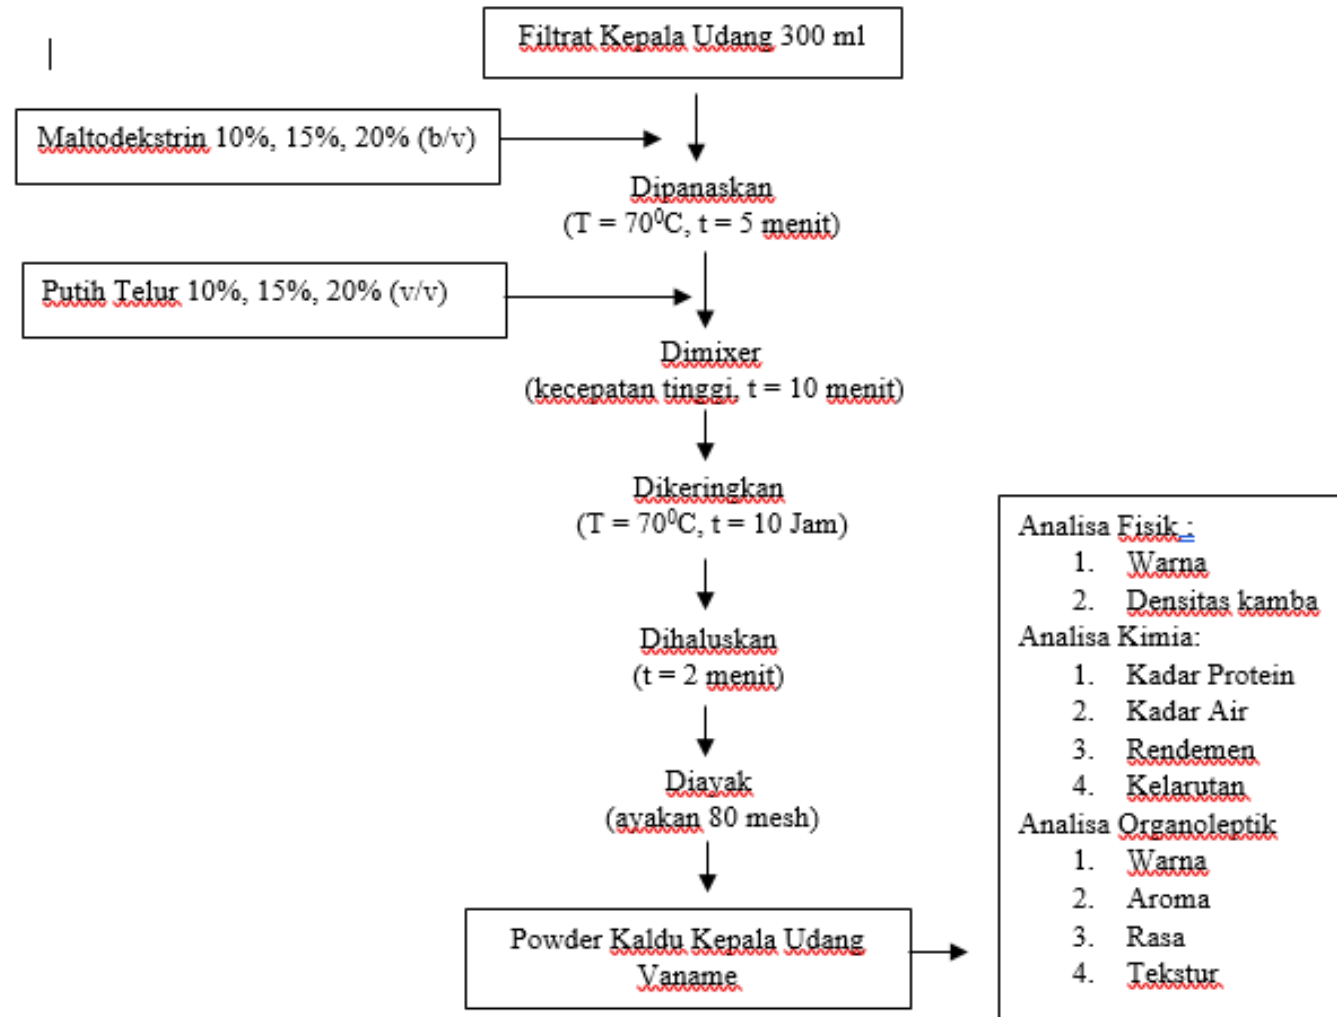 Filtrat Kepala Udang 300 ml
Maltodekstrin 10%, 15%, 20% (b/v)
Dipanaskan
(T = 70⁰C, t = 5 menit)
Putih Telur 10%, 15%, 20% (v/v)
Dimixer
(kecepatan tinggi, t = 10 menit)
Dikeringkan
(T = 70⁰C, t = 10 Jam)
Dihaluskan
(t = 2 menit)
Diayak
(ayakan 80 mesh)
Powder Kaldu Kepala Udang
Vaname
Analisa Fisik :
1. Warna
2. Densitas kamba
Analisa Kimia:
1. Kadar Protein
2. Kadar Air
3. Rendemen
4. Kelarutan
Analisa Organoleptik
1. Warna
2. Aroma
3. Rasa
4. Tekstur